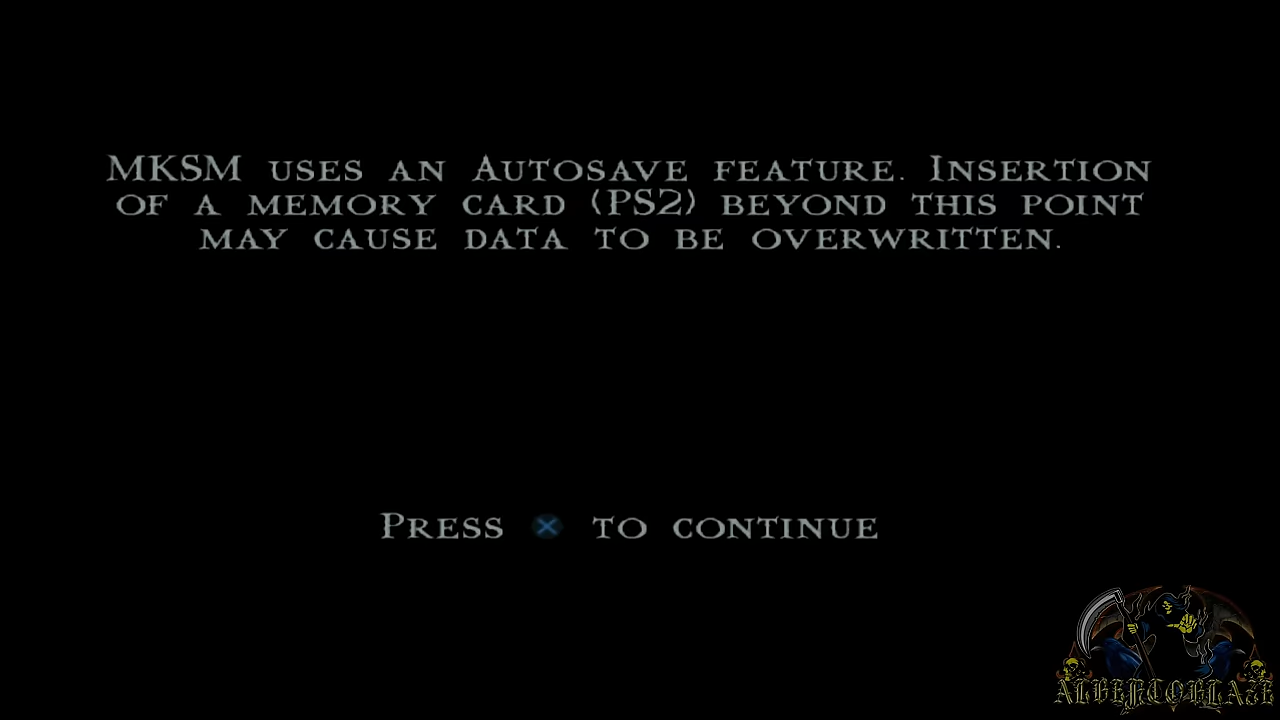 MKSM uses an Autosave feature. Insertion
of a memory card (PS2) beyond this point
may cause data to be overwritten.
Press ✕ to continue
ALBERTOBLAZE